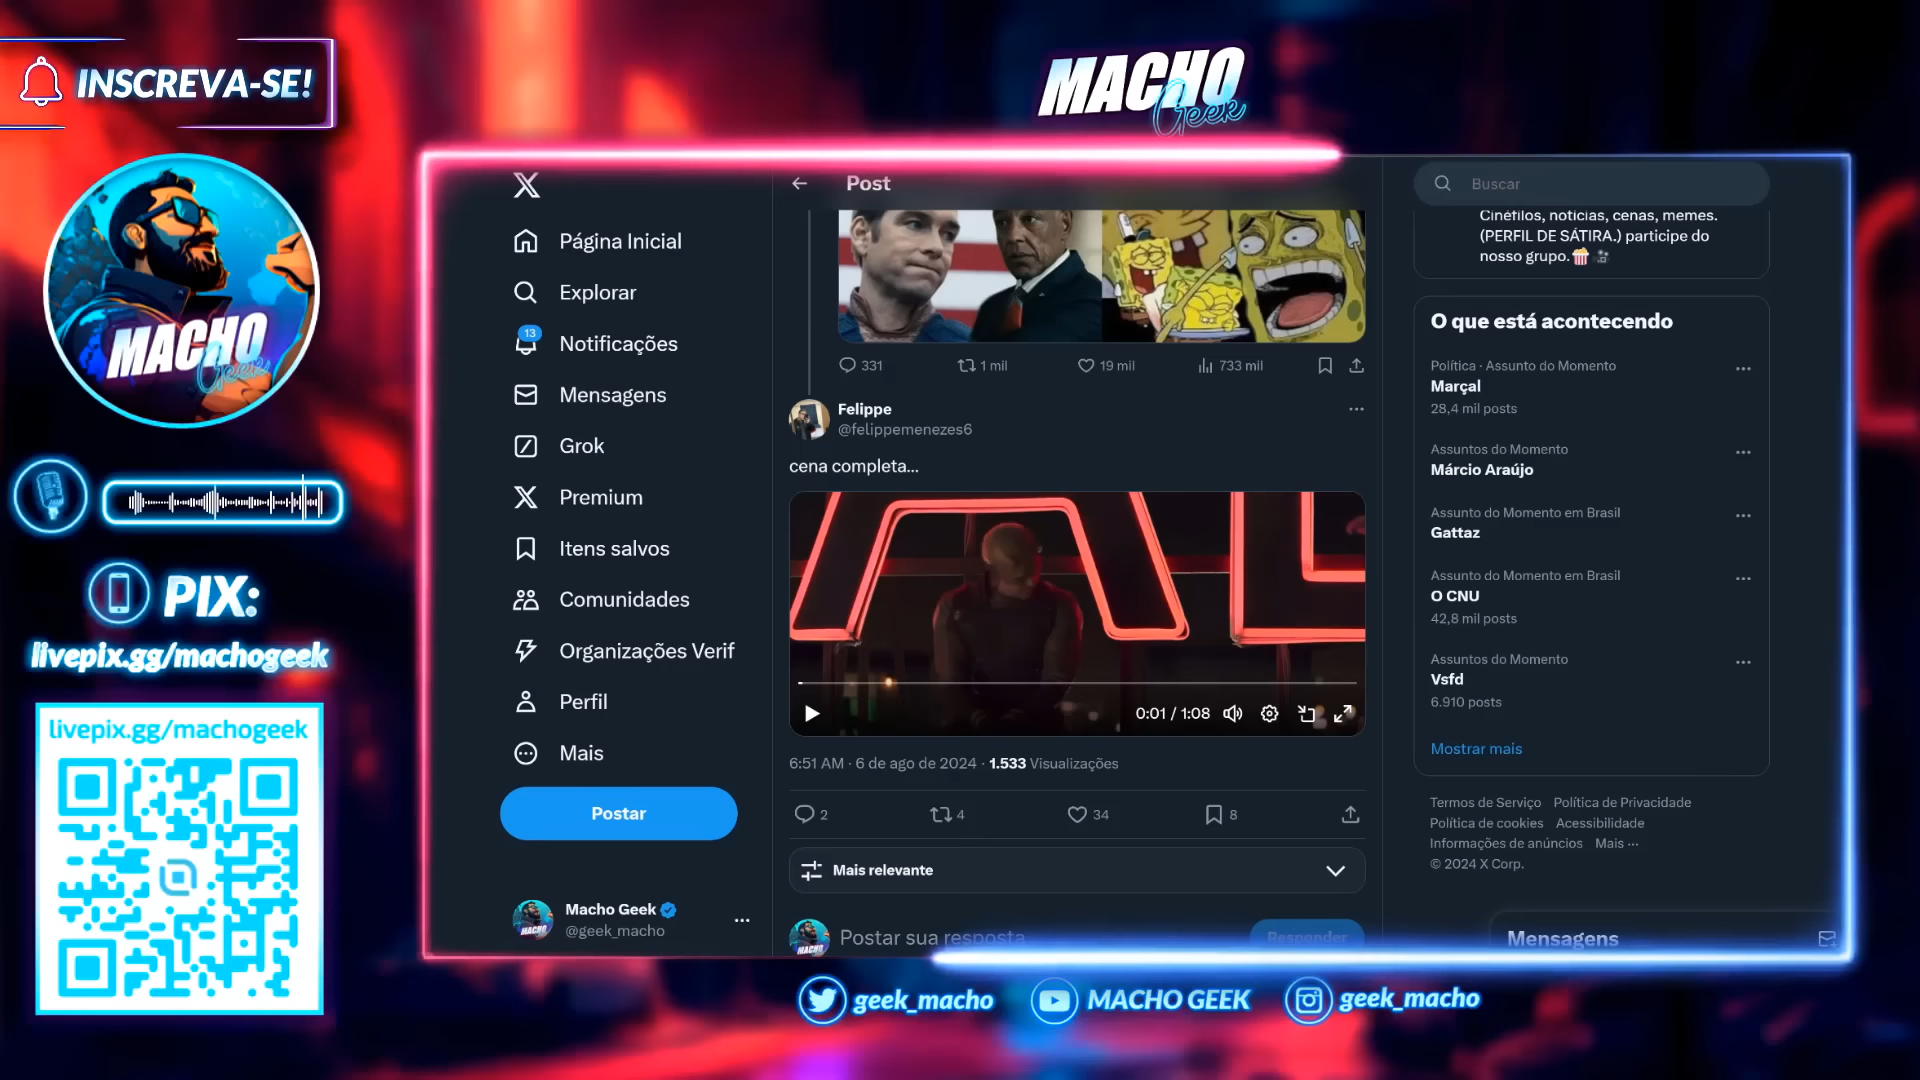 INSCREVA-SE!
MACHO
Geek
MACHO
Geek
PIX:
livepix.gg/machogeek
livepix.gg/machogeek
Página Inicial
Explorar
13
Notificações
Mensagens
Grok
Premium
Itens salvos
Comunidades
Organizações Verif
Perfil
Mais
Postar
Macho Geek
@geek_macho
Post
331
1 mil
19 mil
733 mil
Felippe
@felippemenezes6
cena completa...
0:01 / 1:08
6:51 AM · 6 de ago de 2024 · 1.533 Visualizações
2
4
34
8
Mais relevante
Postar sua resposta
Responder
Buscar
Cinéfilos, notícias, cenas, memes.
(PERFIL DE SÁTIRA.) participe do
nosso grupo.🍿🎬
O que está acontecendo
Política · Assunto do Momento
Marçal
28,4 mil posts
Assuntos do Momento
Márcio Araújo
Assunto do Momento em Brasil
Gattaz
Assunto do Momento em Brasil
O CNU
42,8 mil posts
Assuntos do Momento
Vsfd
6.910 posts
Mostrar mais
Termos de Serviço Política de Privacidade
Política de cookies Acessibilidade
Informações de anúncios Mais ···
© 2024 X Corp.
Mensagens
geek_macho
MACHO GEEK
geek_macho